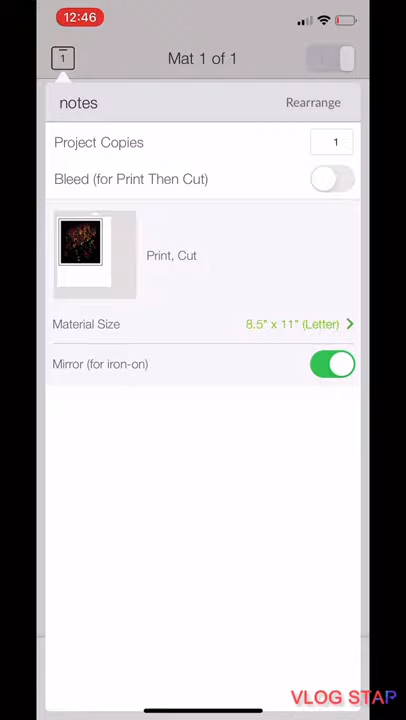 12:46
1
Mat 1 of 1
notes
Rearrange
Project Copies
1
Bleed (for Print Then Cut)
Print, Cut
Material Size
8.5" x 11" (Letter)
Mirror (for iron-on)
VLOG STAR